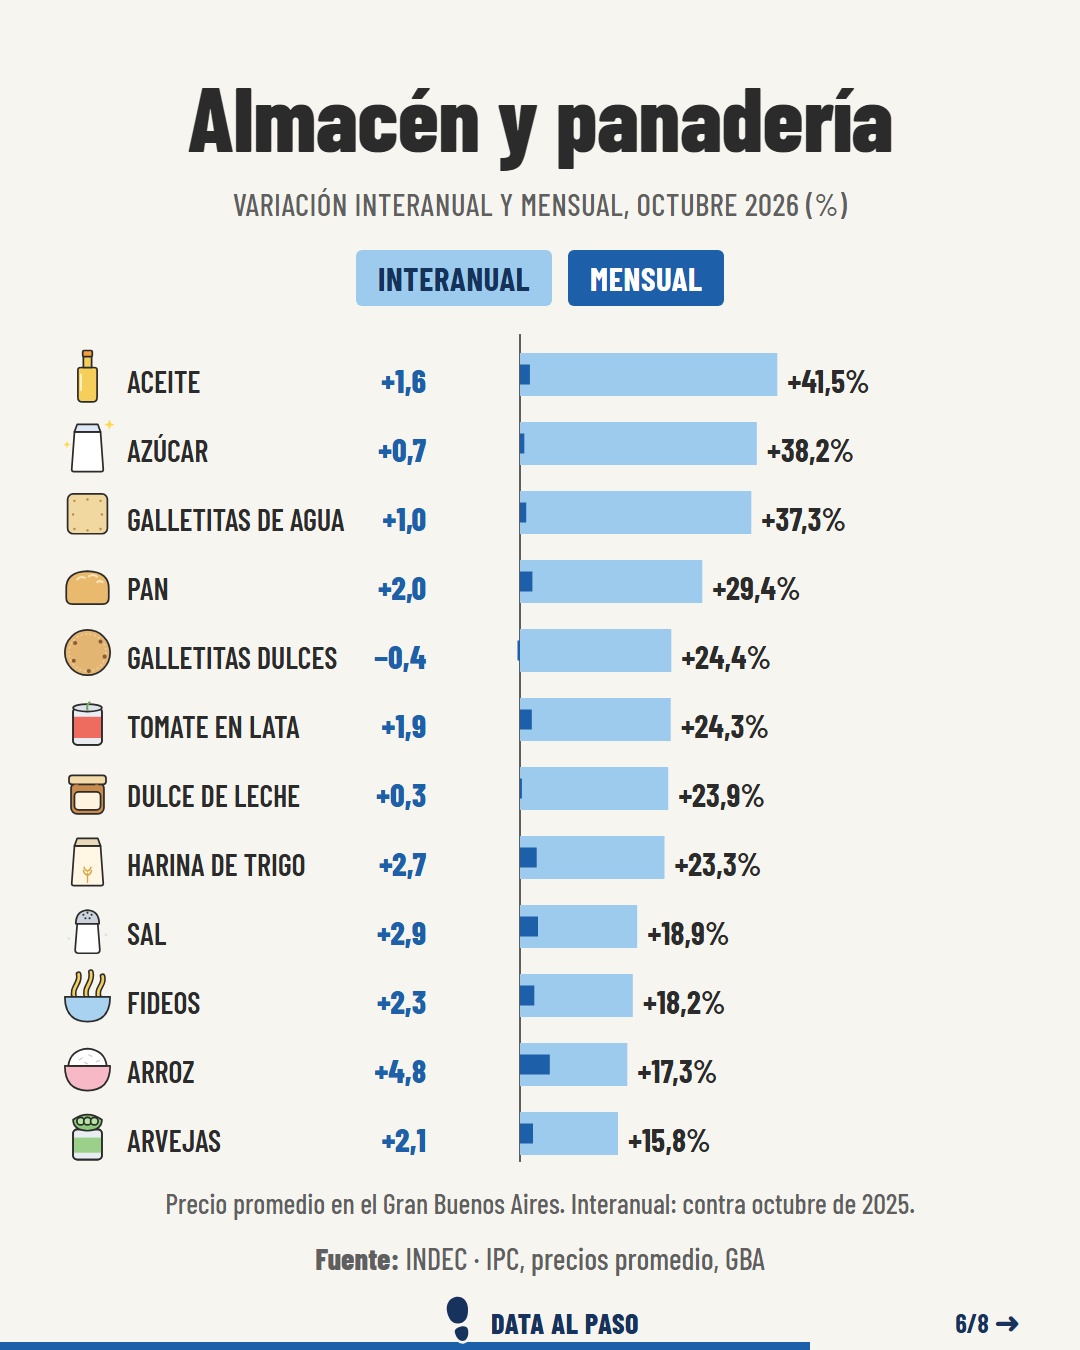 Almacén y panadería
VARIACIÓN INTERANUAL Y MENSUAL, OCTUBRE 2026 (%)
INTERANUAL MENSUAL
ACEITE +1,6 +41,5%
AZÚCAR +0,7 +38,2%
GALLETITAS DE AGUA +1,0 +37,3%
PAN +2,0 +29,4%
GALLETITAS DULCES −0,4 +24,4%
TOMATE EN LATA +1,9 +24,3%
DULCE DE LECHE +0,3 +23,9%
HARINA DE TRIGO +2,7 +23,3%
SAL +2,9 +18,9%
FIDEOS +2,3 +18,2%
ARROZ +4,8 +17,3%
ARVEJAS +2,1 +15,8%
Precio promedio en el Gran Buenos Aires. Interanual: contra octubre de 2025.
Fuente: INDEC · IPC, precios promedio, GBA
DATA AL PASO 6/8 →